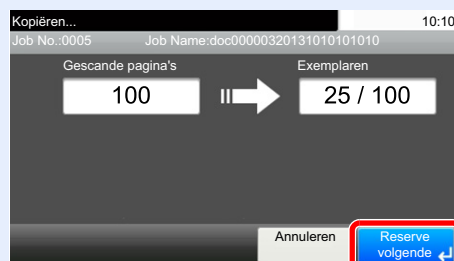 Kopiëren... 10:10
Job No.:0005 Job Name:doc00000320131010101010
Gescande pagina's Exemplaren
100 25 / 100
Annuleren Reserve
volgende